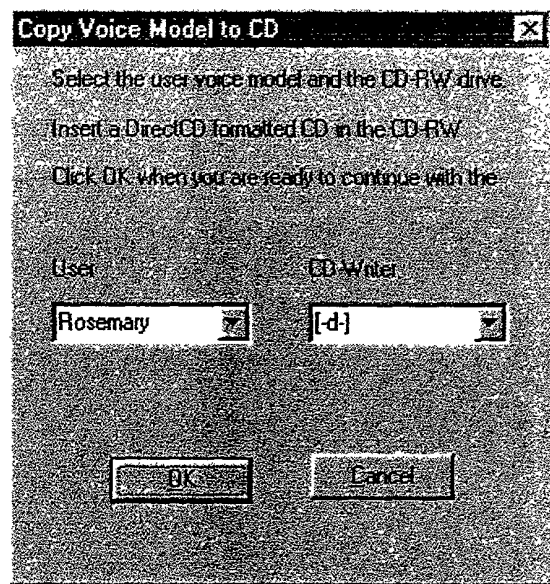 Copy Voice Model to CD
Select the user voice model and the CD-RW drive.
Insert a DirectCD formatted CD in the CD-RW
Click OK when you are ready to continue with the
User CD-Writer
Rosemary [-d-]
OK Cancel